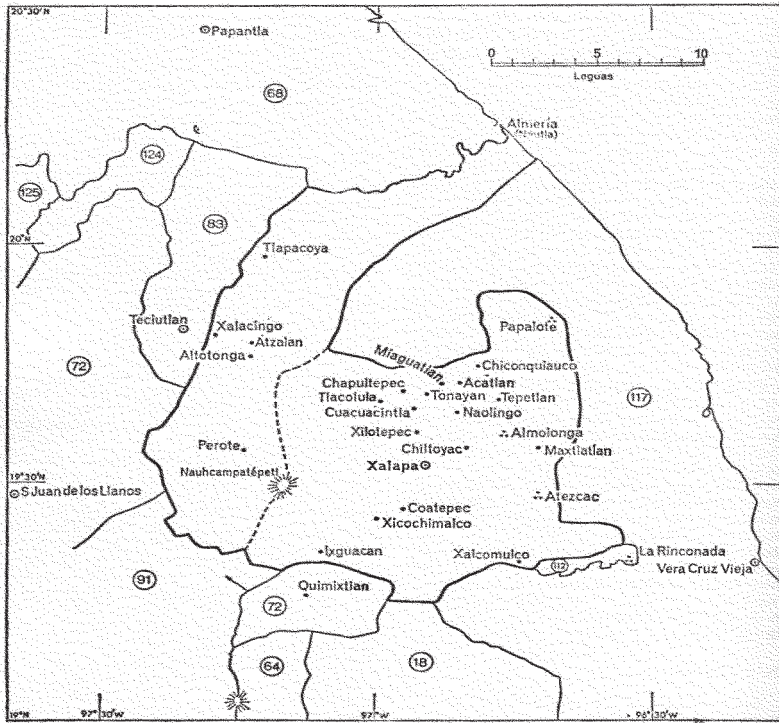 20°30'N
Papantla
0 5 10
Leguas
68
Almería
124
125
83
20°N
Tlapacoya
Teciutlan
Xalacingo
Altotonga
Atzalan
72
Papalote
Miaguatlan
Chiconquiauco
Chapultepec
Acatlan
Tlacolula
Tonayan
Tepetlan
117
Cuacuacintla
Naolingo
Xilotepec
Almolonga
Perote
Chiltoyac
Maxtlatlan
Nauhcampatépetl
Xalapa
19°30'N
S Juan de los Llanos
Atezcac
Coatepec
Xicochimalco
Ixguacan
Xalcomulco
La Rinconada
112
Vera Cruz Vieja
91
Quimixtlan
72
64
18
19°N
97°30'W
97°W
96°30'W